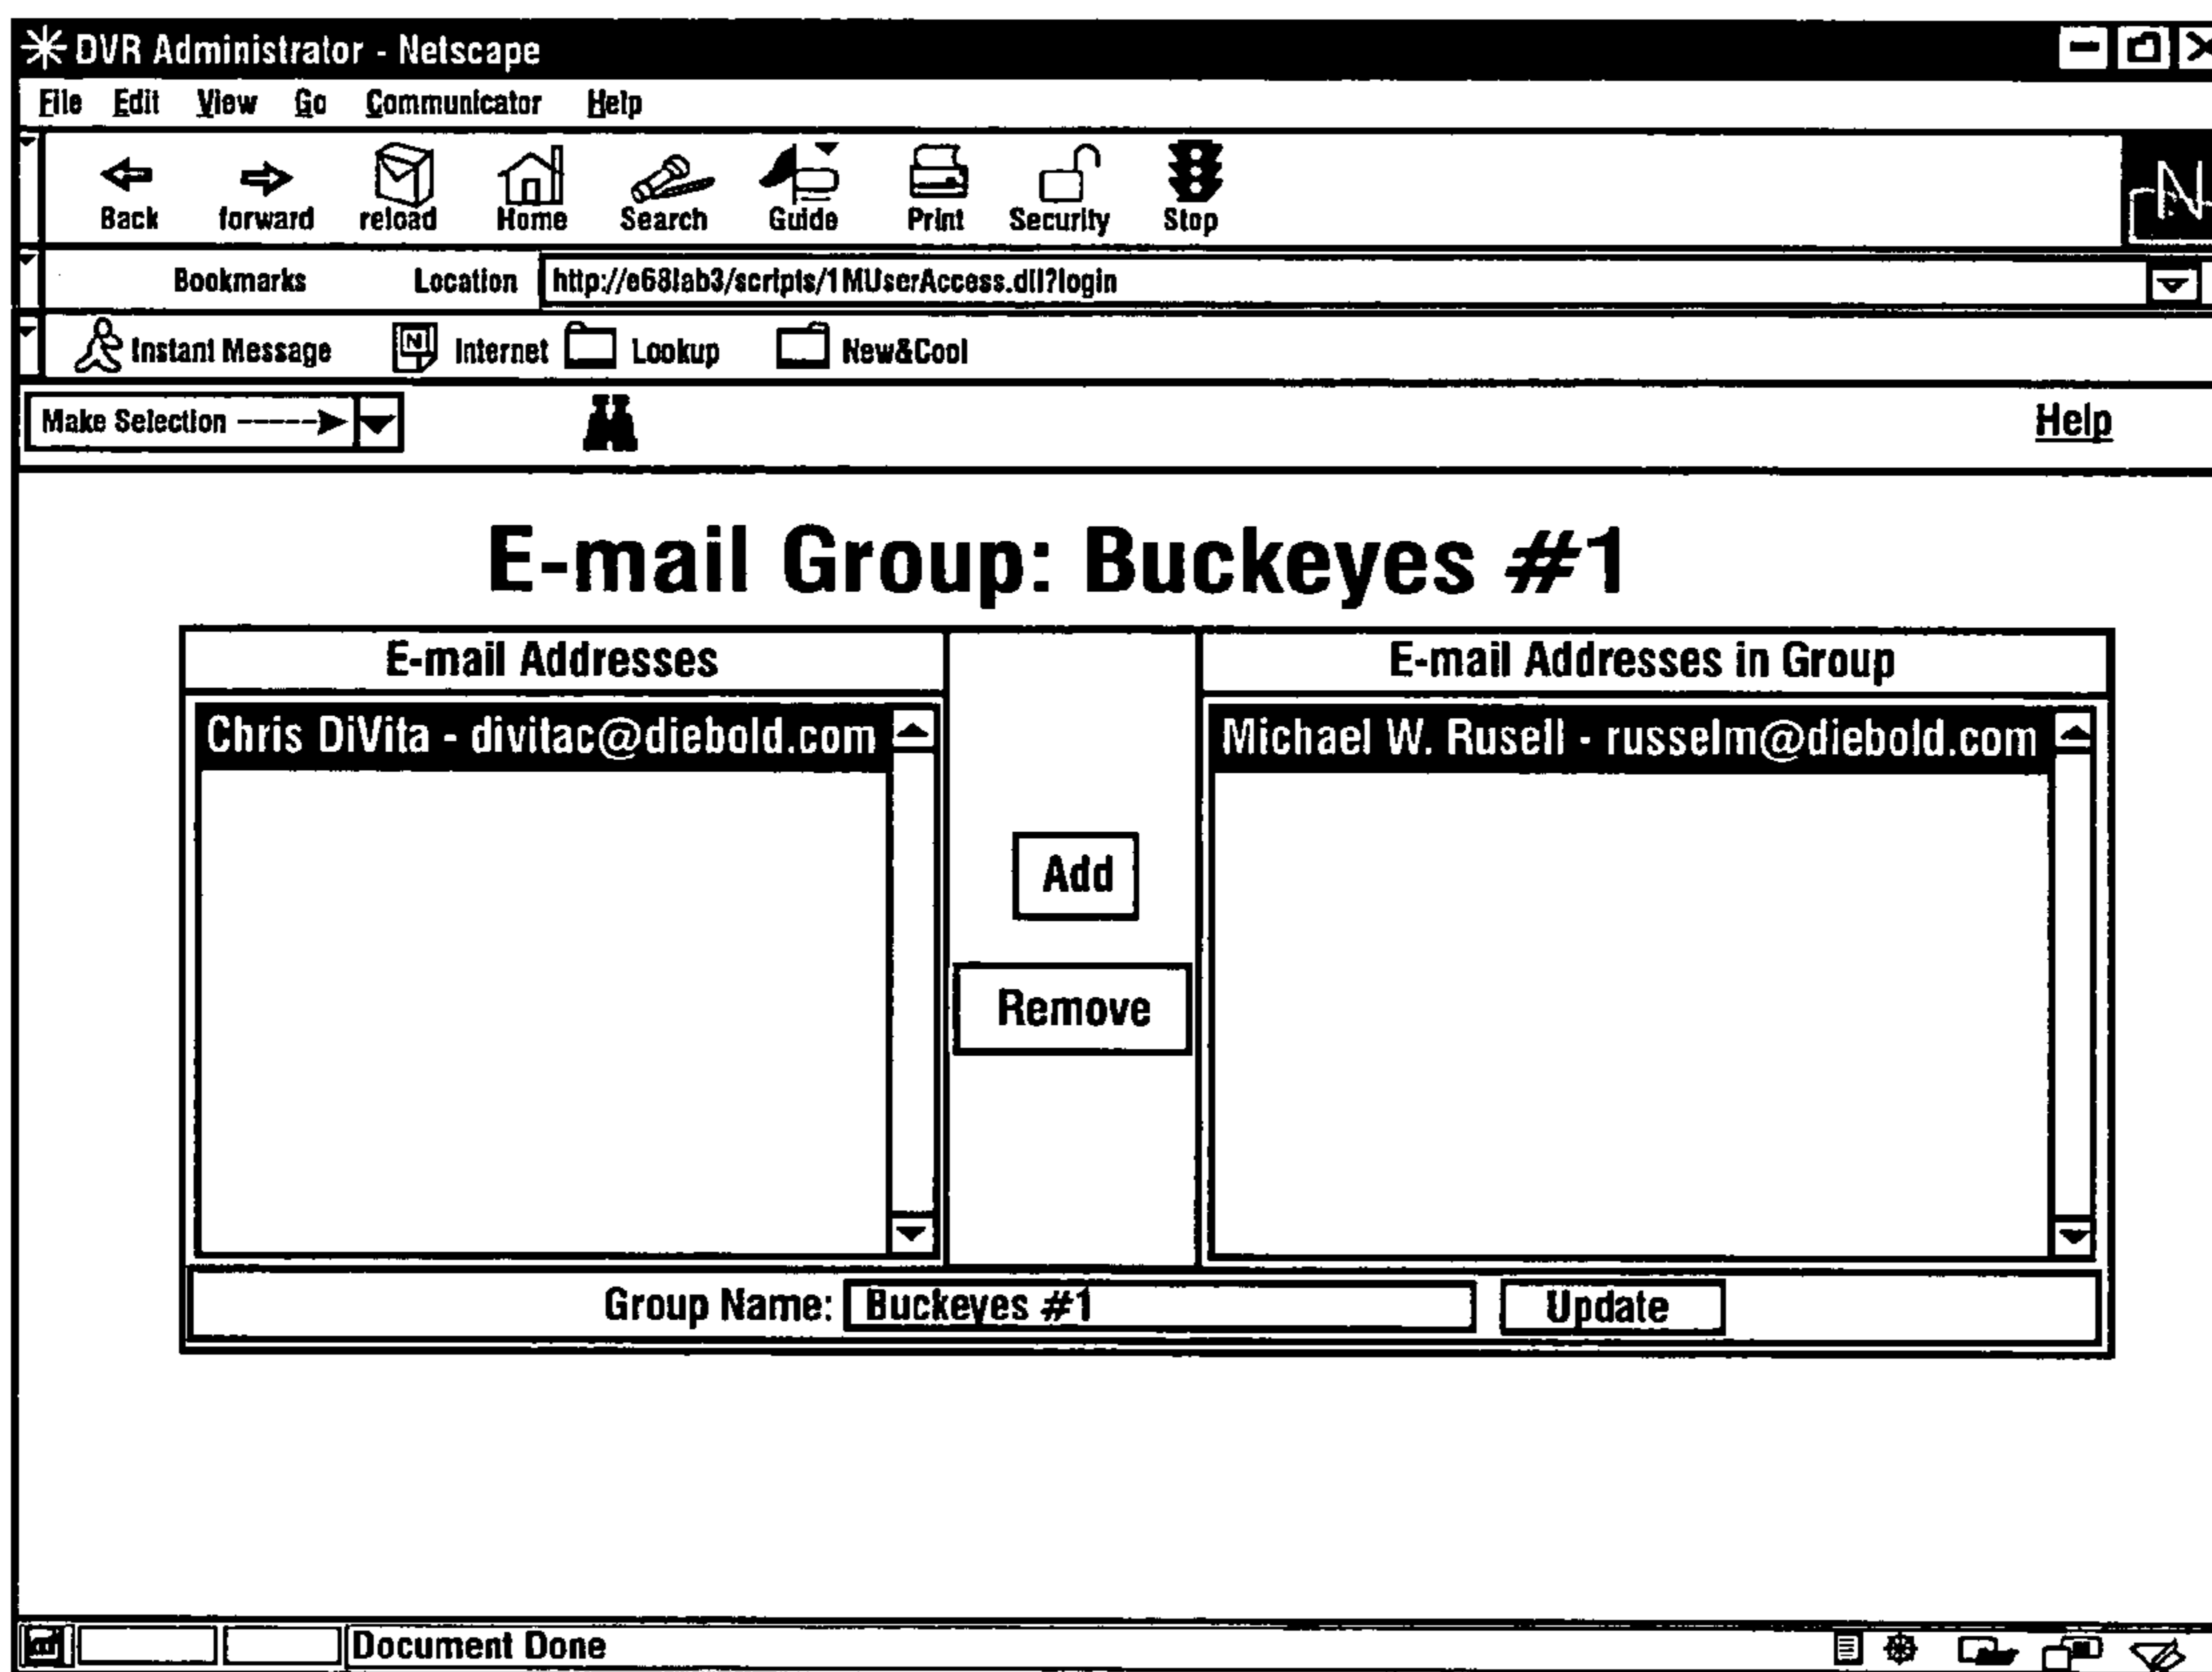 DVR Administrator - Netscape
File Edit View Go Communicator Help
Back forward reload Home Search Guide Print Security Stop
N
Bookmarks Location http://e68lab3/scripts/1MUserAccess.dll?login
Instant Message N Internet Lookup New&Cool
Make Selection -----> Help
E-mail Group: Buckeyes #1
E-mail Addresses E-mail Addresses in Group
Chris DiVita - divitac@diebold.com Michael W. Rusell - russelm@diebold.com
Add
Remove
Group Name: Buckeyes #1 Update
Document Done